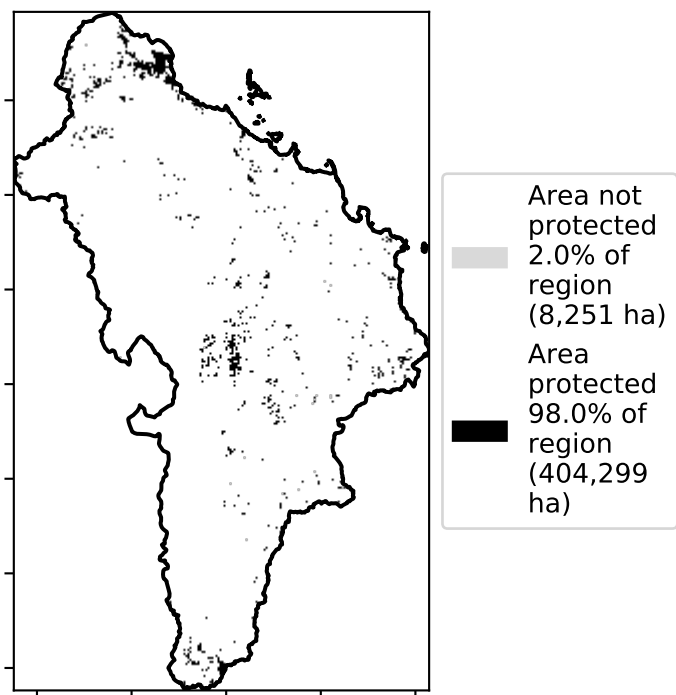 Area not
protected
2.0% of
region
(8,251 ha)
Area
protected
98.0% of
region
(404,299
ha)